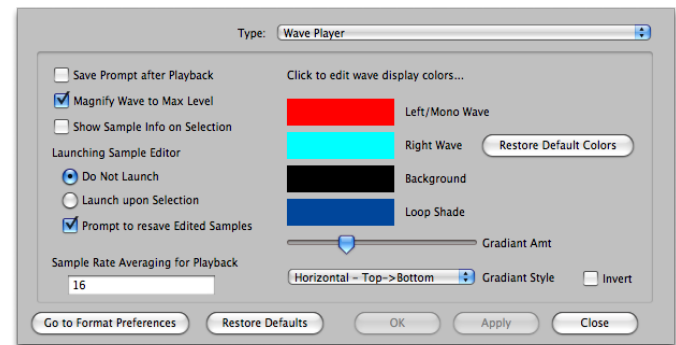 Type: Wave Player
Save Prompt after Playback
Click to edit wave display colors...
Magnify Wave to Max Level
Left/Mono Wave
Show Sample Info on Selection
Right Wave
Restore Default Colors
Launching Sample Editor
Do Not Launch
Background
Launch upon Selection
Loop Shade
Prompt to resave Edited Samples
Gradiant Amt
Sample Rate Averaging for Playback
16
Horizontal - Top->Bottom
Gradiant Style
Invert
Go to Format Preferences
Restore Defaults
OK
Apply
Close